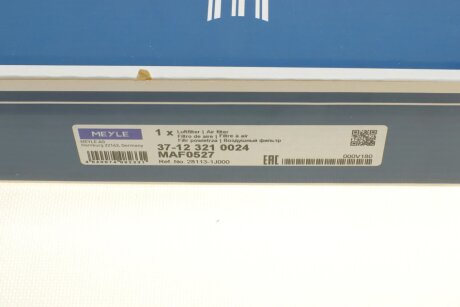 MEYLE
MEYLE AG
Hamburg 22143, Germany
1 x
Luftfilter | Air filter
Filtro de aire | Filtre à air
Filtr powietrza | Воздушный фильтр
37-12 321 0024
MAF0527
Ref. No. 28113-1J000
EAC
000V180